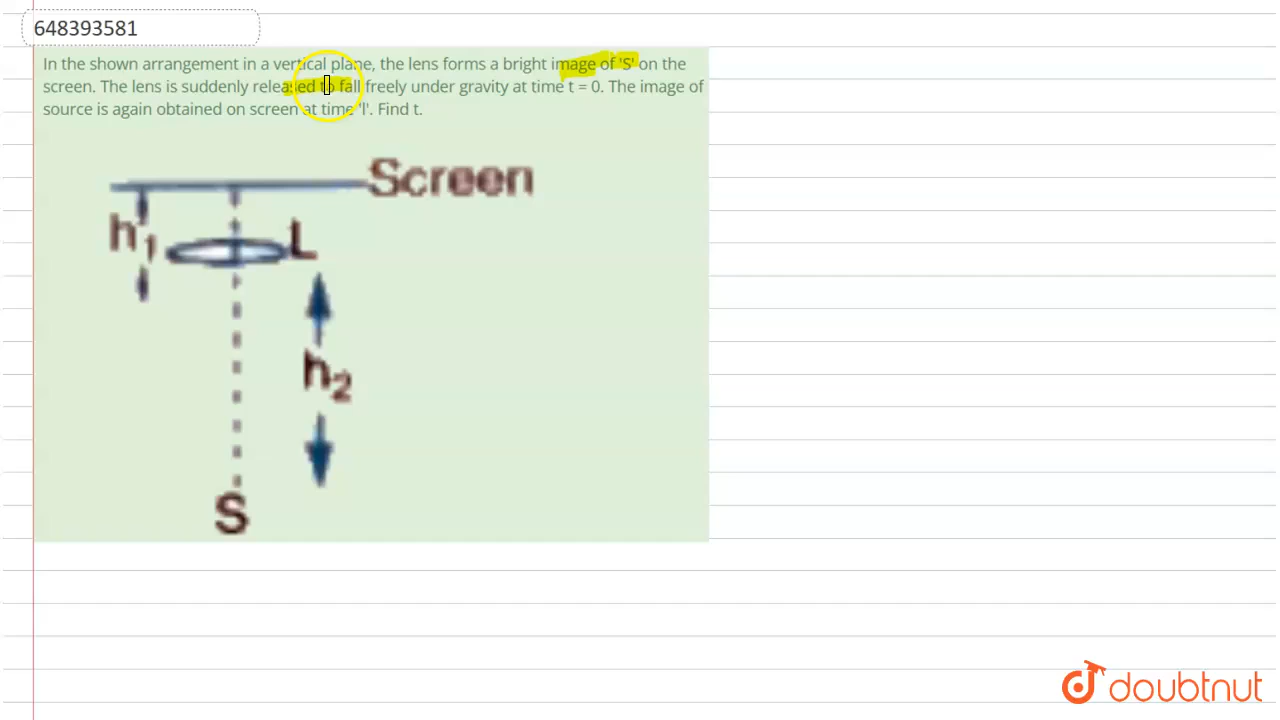 648393581
In the shown arrangement in a vertical plane, the lens forms a bright image of 'S' on the
screen. The lens is suddenly released to fall freely under gravity at time t = 0. The image of
source is again obtained on screen at time 'l'. Find t.
Screen
h1
L
h2
S
doubtnut